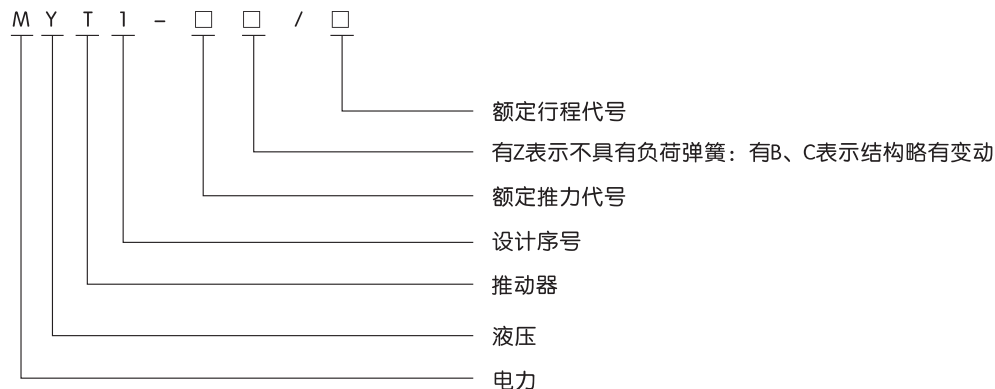 MYT1-□□/□
额定行程代号
有Z表示不具有负荷弹簧：有B、C表示结构略有变动
额定推力代号
设计序号
推动器
液压
电力